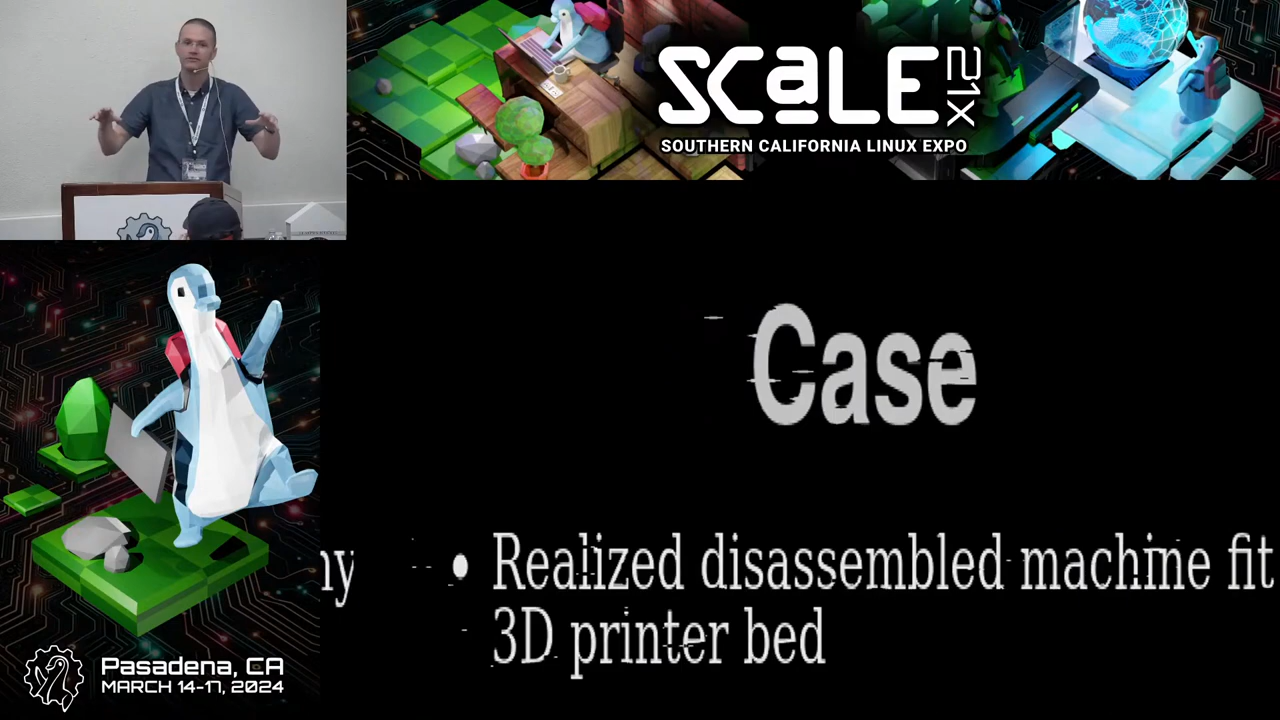 SCaLE 21X
SOUTHERN CALIFORNIA LINUX EXPO
Case
ny
• Realized disassembled machine fit
3D printer bed
Pasadena, CA
MARCH 14-17, 2024